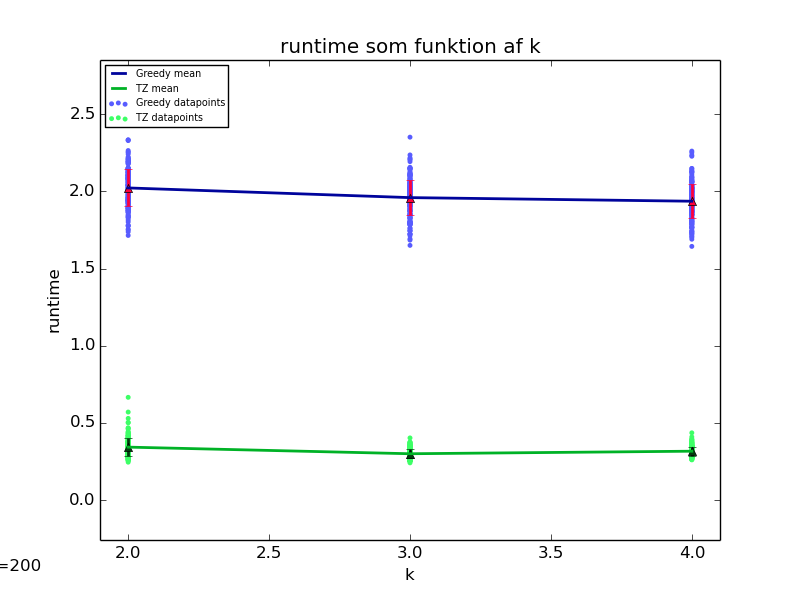 runtime som funktion af k
Greedy mean
TZ mean
Greedy datapoints
TZ datapoints
2.5
2.0
1.5
1.0
0.5
0.0
runtime
2.0 2.5 3.0 3.5 4.0
k
=200